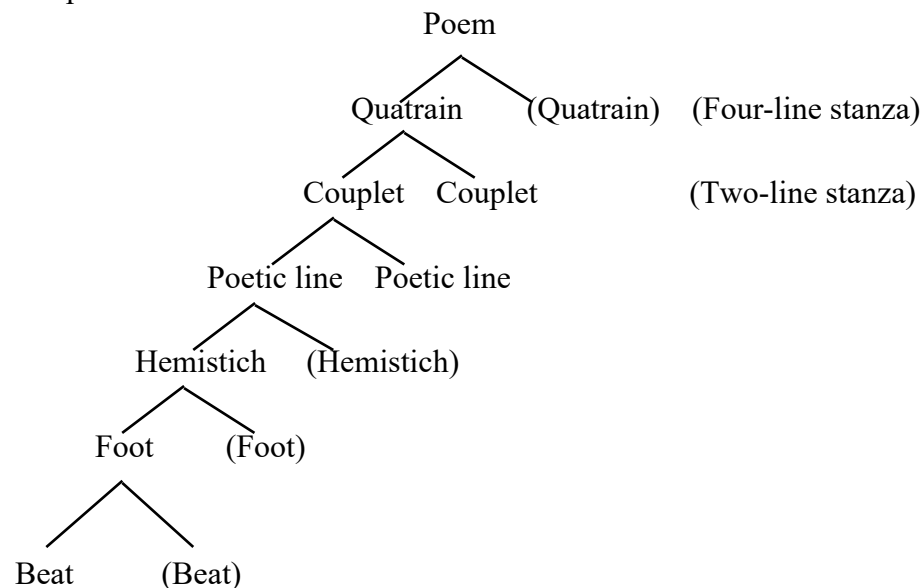 Poem
Quatrain (Quatrain) (Four-line stanza)
Couplet Couplet (Two-line stanza)
Poetic line Poetic line
Hemistich (Hemistich)
Foot (Foot)
Beat (Beat)